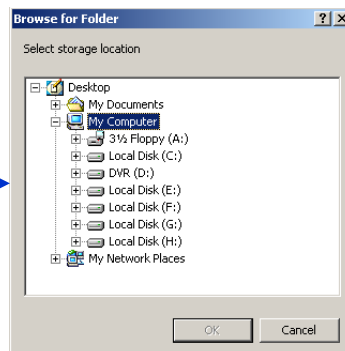 Browse for Folder
Select storage location
Desktop
My Documents
My Computer
3½ Floppy (A:)
Local Disk (C:)
DVR (D:)
Local Disk (E:)
Local Disk (F:)
Local Disk (G:)
Local Disk (H:)
My Network Places
OK Cancel